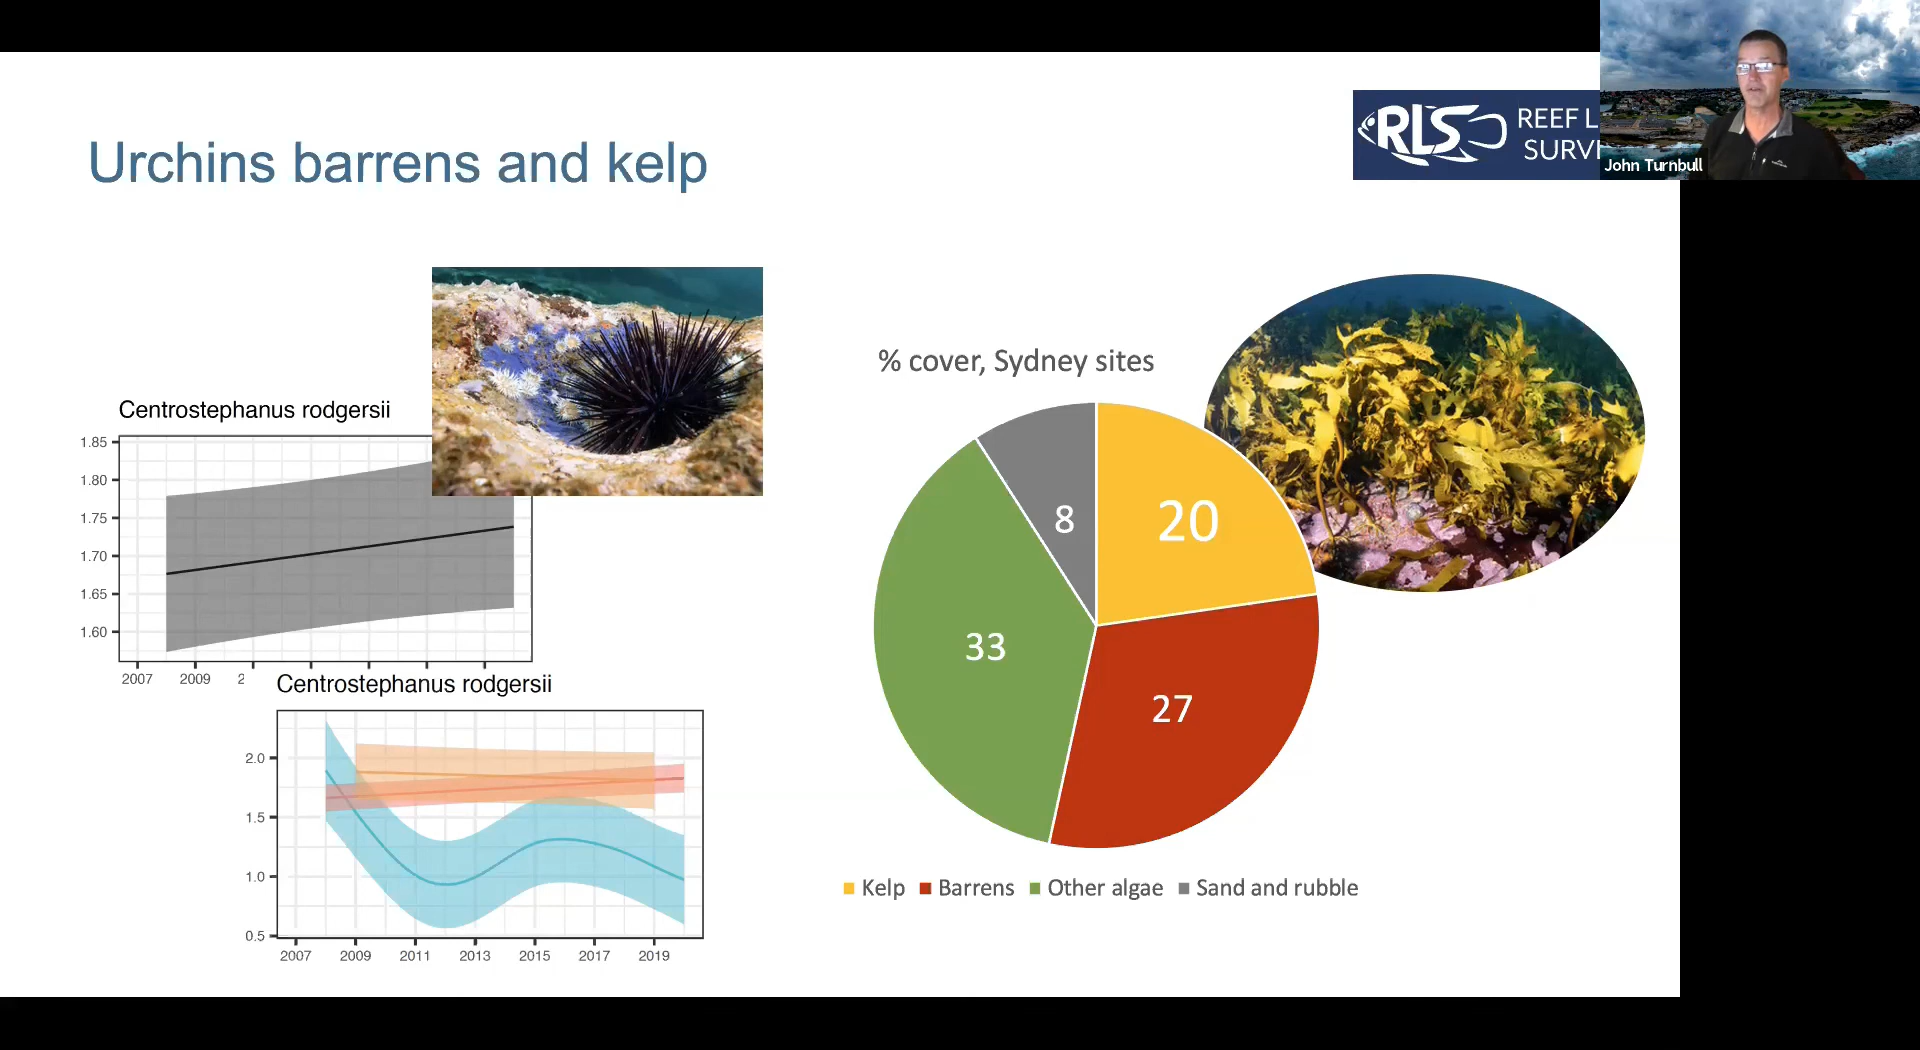 Urchins barrens and kelp
REEF L
SURV
RLS
John Turnbull
% cover, Sydney sites
Centrostephanus rodgersii
1.85
1.80
1.75
1.70
1.65
1.60
2007 2009 2
20
8
33
27
Kelp Barrens Other algae Sand and rubble
Centrostephanus rodgersii
2.0
1.5
1.0
0.5
2007 2009 2011 2013 2015 2017 2019